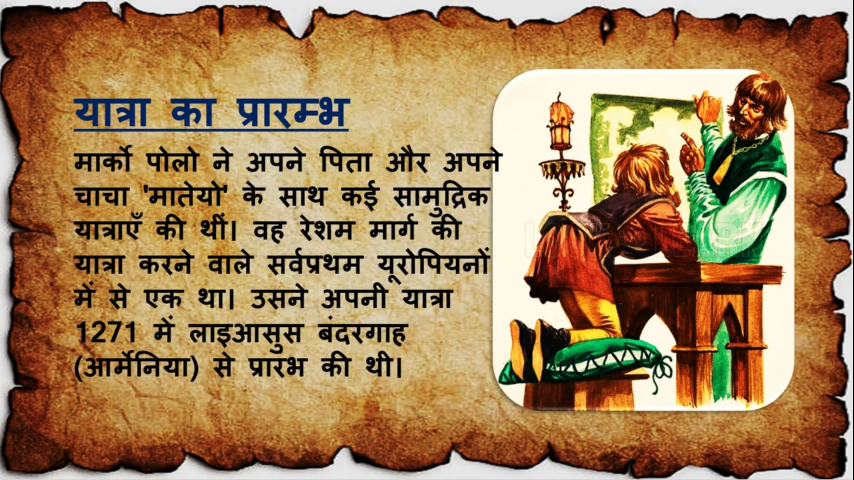 यात्रा का प्रारम्भ
मार्को पोलो ने अपने पिता और अपने
चाचा 'मातेयो' के साथ कई सामुद्रिक
यात्राएँ की थीं। वह रेशम मार्ग की
यात्रा करने वाले सर्वप्रथम यूरोपियनों
में से एक था। उसने अपनी यात्रा
1271 में लाइआसुस बंदरगाह
(आर्मेनिया) से प्रारंभ की थी।